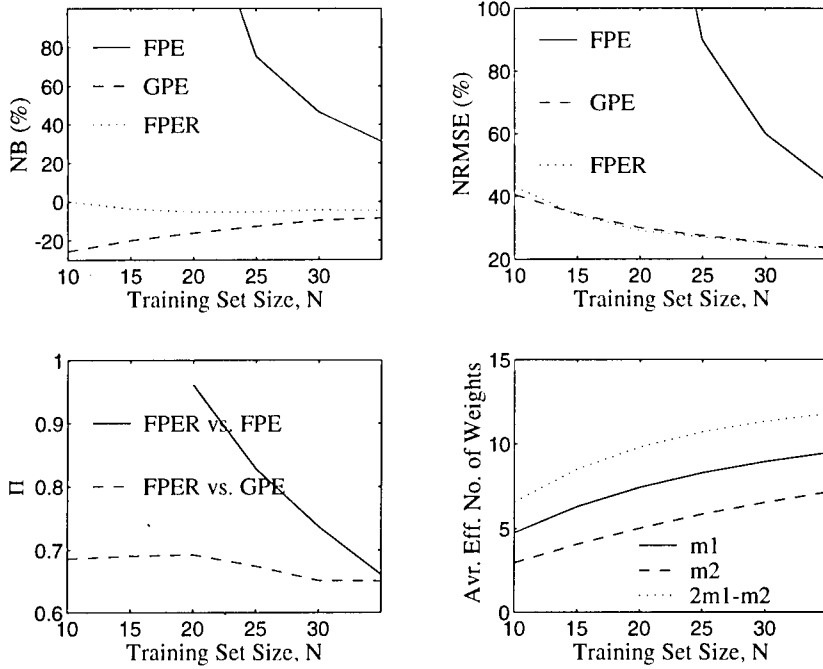 NB (%)
80
60
40
20
0
-20
FPE
GPE
FPER
10 15 20 25 30
Training Set Size, N
NRMSE (%)
100
80
60
40
20
FPE
GPE
FPER
10 15 20 25 30
Training Set Size, N
Π
1
0.9
0.8
0.7
0.6
FPER vs. FPE
FPER vs. GPE
10 15 20 25 30
Training Set Size, N
Avr. Eff. No. of Weights
15
10
5
0
m1
m2
2m1-m2
10 15 20 25 30
Training Set Size, N